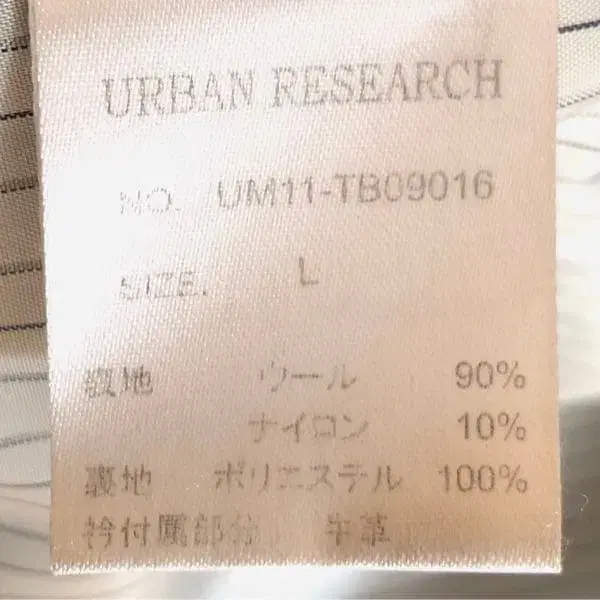 URBAN RESEARCH
NO. UM11-TB09016
SIZE. L
表地 ウール 90%
ナイロン 10%
裏地 ポリエステル 100%
衿付属部分 牛革